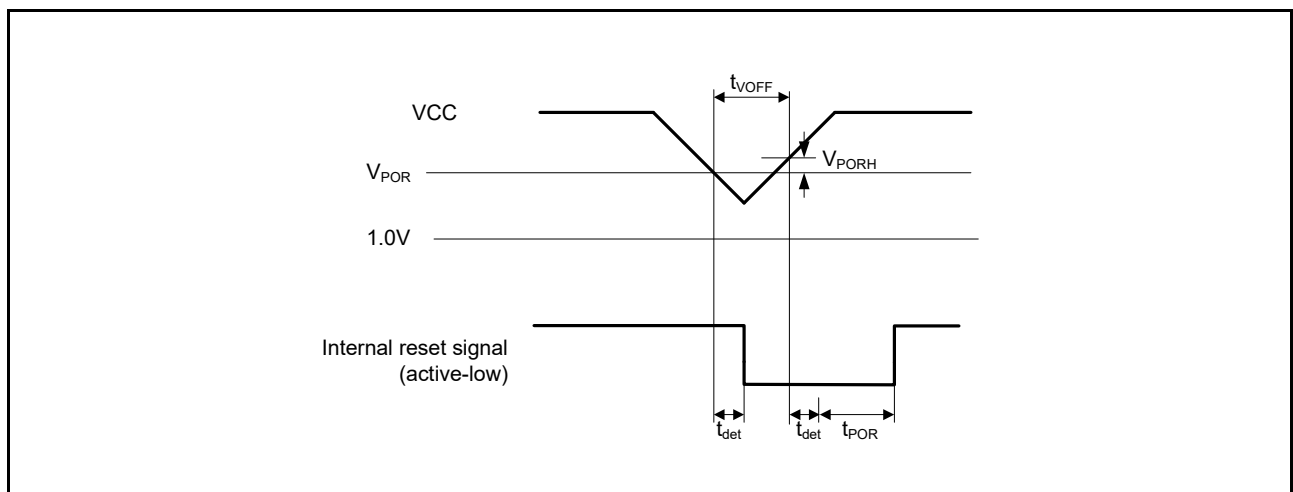 tVOFF
VCC
VPORH
VPOR
1.0V
Internal reset signal
(active-low)
tdet
tdet
tPOR